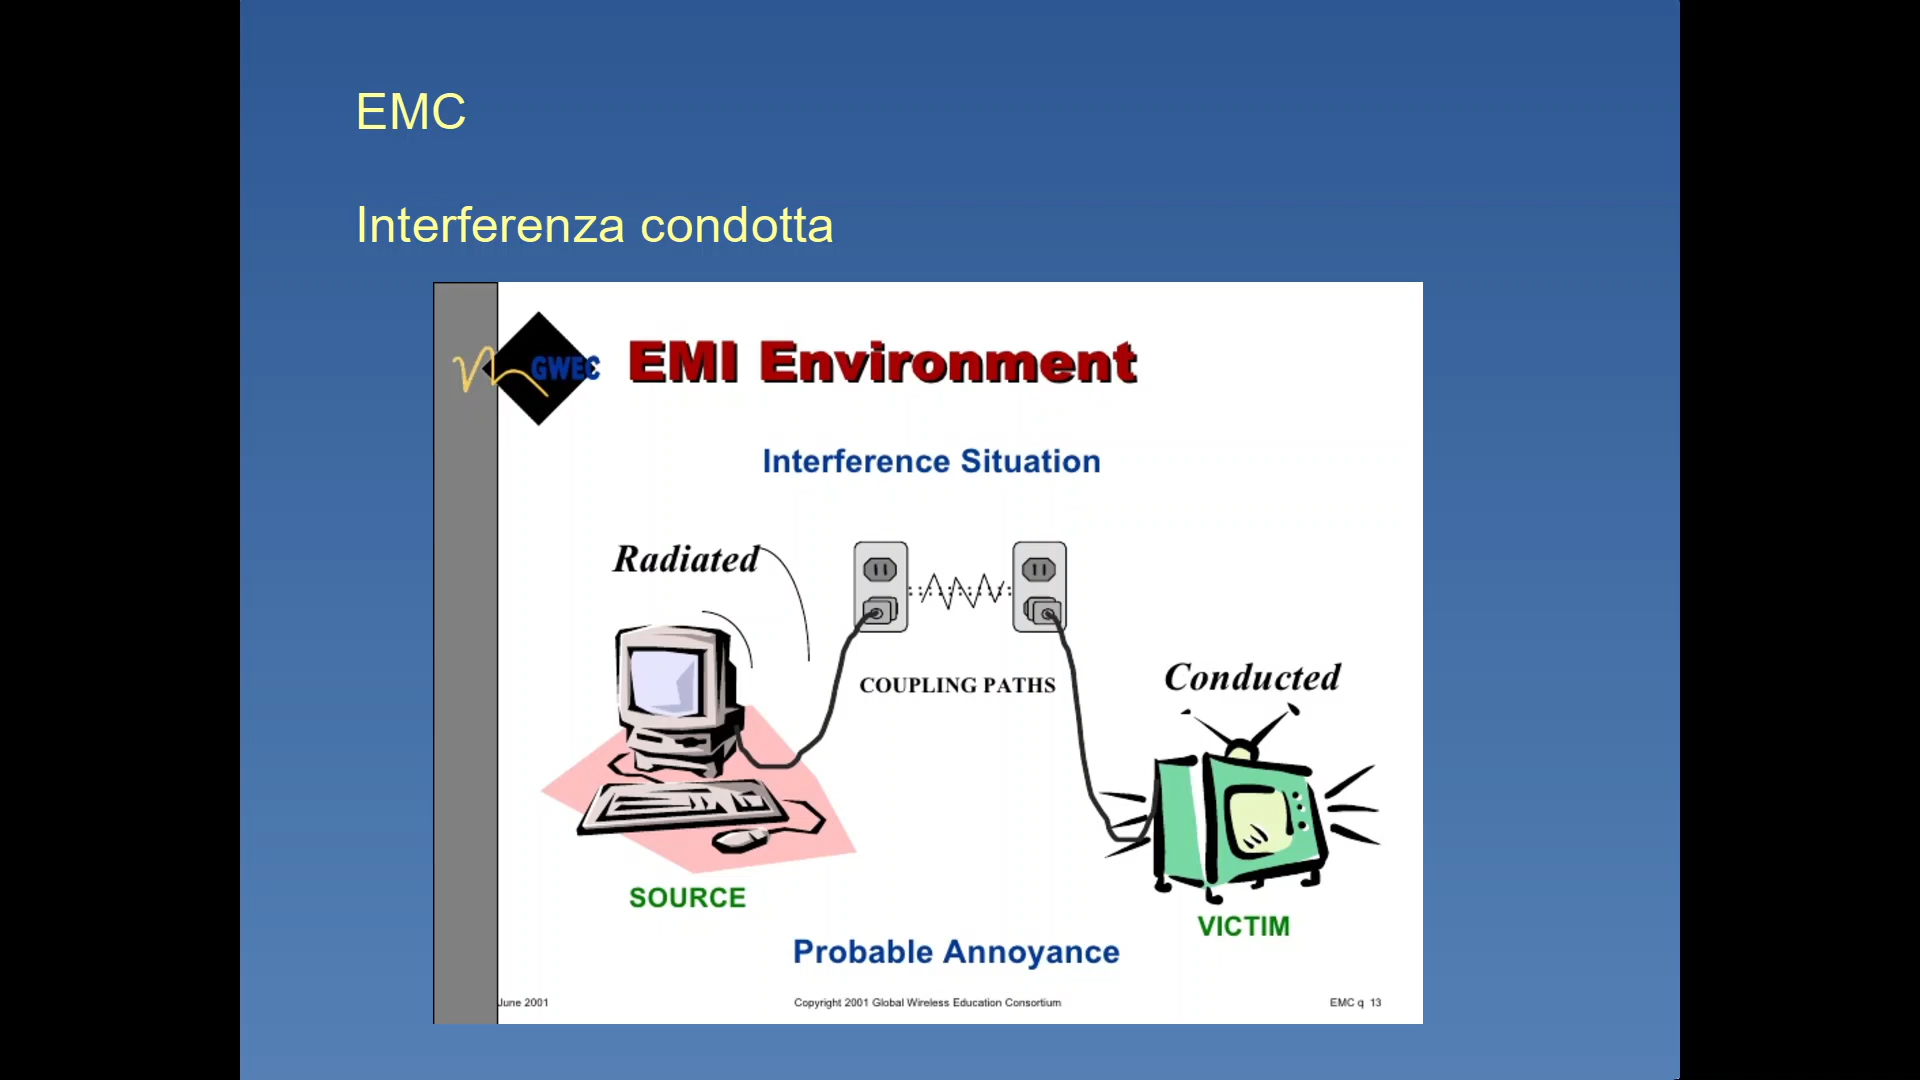 EMC
Interferenza condotta
GWEC
EMI Environment
Interference Situation
Radiated
COUPLING PATHS
Conducted
SOURCE
VICTIM
Probable Annoyance
June 2001
Copyright 2001 Global Wireless Education Consortium
EMC q 13